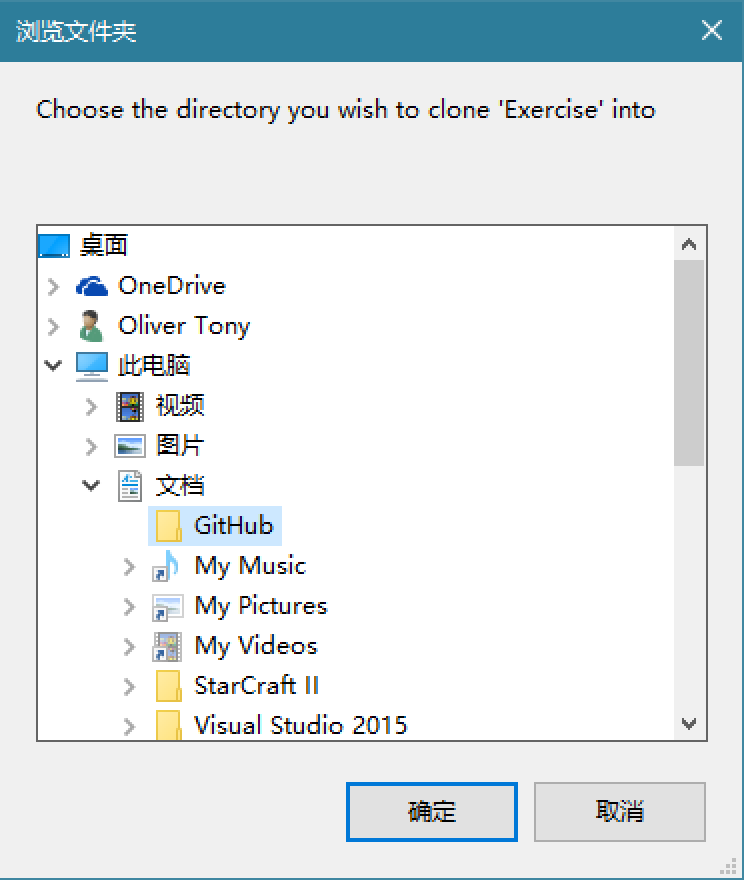 浏览文件夹
Choose the directory you wish to clone 'Exercise' into
桌面
OneDrive
Oliver Tony
此电脑
视频
图片
文档
GitHub
My Music
My Pictures
My Videos
StarCraft II
Visual Studio 2015
确定 取消